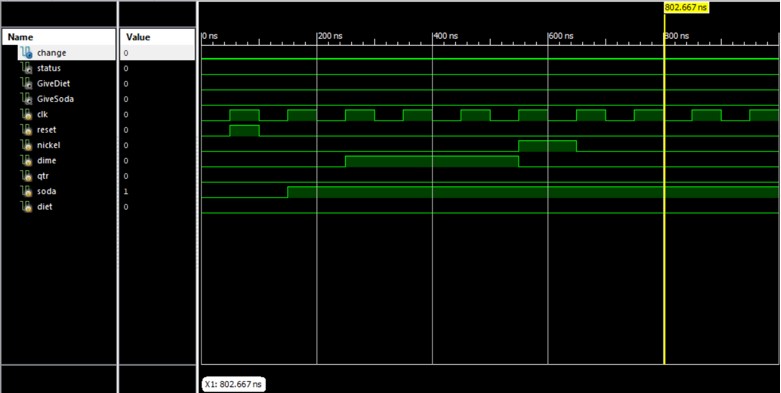 802.667 ns
Name Value
0 ns 200 ns 400 ns 600 ns 800 ns
change 0
status 0
GiveDiet 0
GiveSoda 0
clk 0
reset 0
nickel 0
dime 0
qtr 0
soda 1
diet 0
X1: 802.667 ns